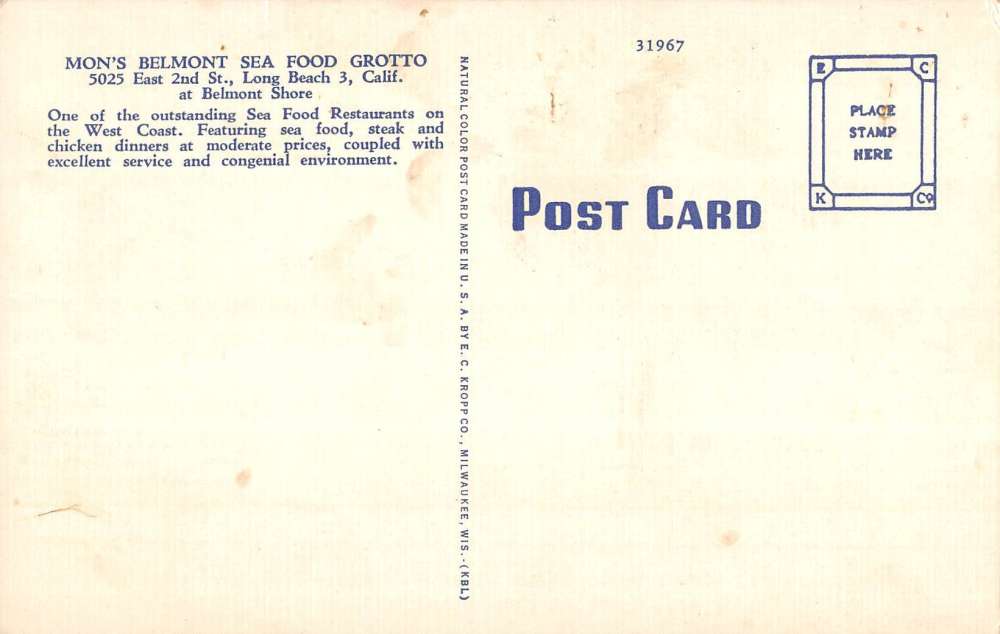 MON'S BELMONT SEA FOOD GROTTO
5025 East 2nd St., Long Beach 3, Calif.
at Belmont Shore
One of the outstanding Sea Food Restaurants on
the West Coast. Featuring sea food, steak and
chicken dinners at moderate prices, coupled with
excellent service and congenial environment.
NATURAL COLOR POST CARD MADE IN U. S. A. BY E. C. KROPP CO., MILWAUKEE, WIS.-(KBL)
31967
POST CARD
E C
PLACE
STAMP
HERE
K Co